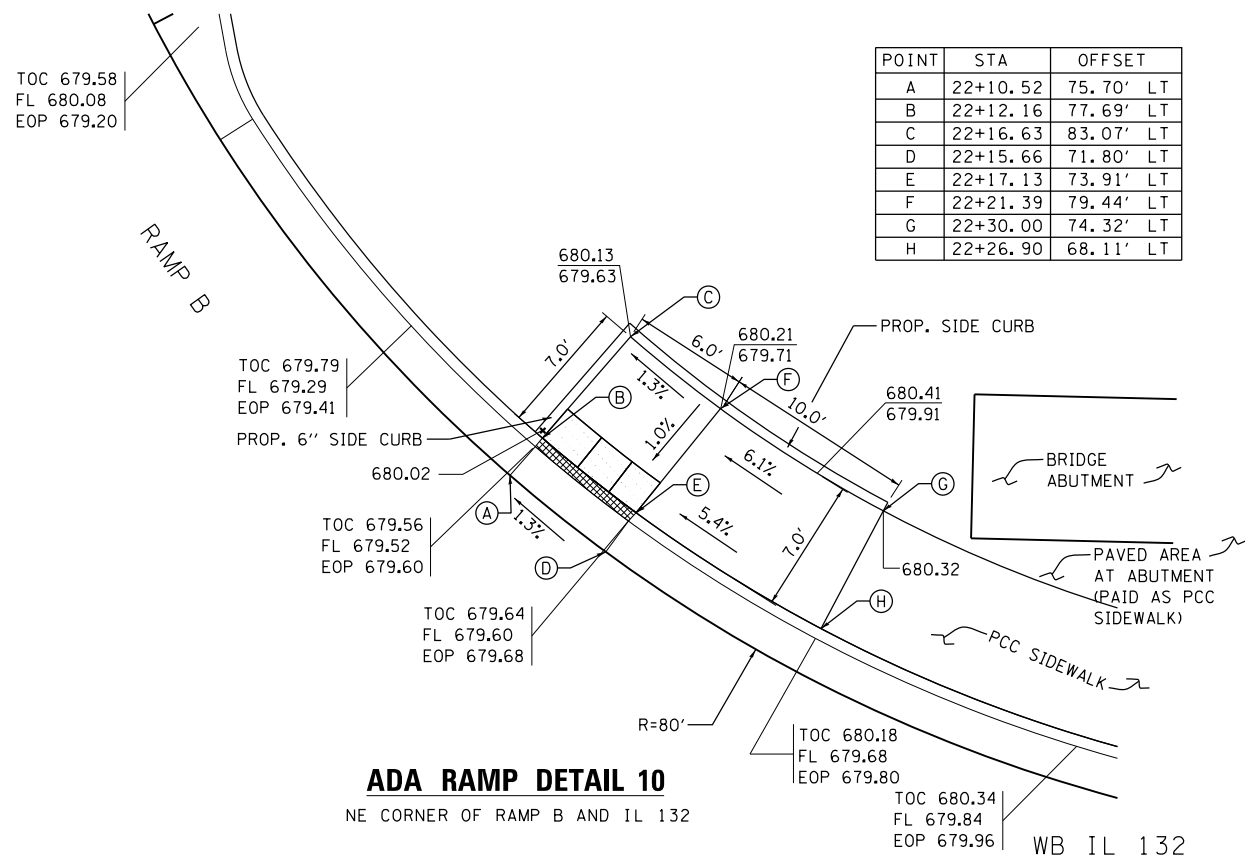 POINT STA OFFSET
A 22+10.52 75.70' LT
B 22+12.16 77.69' LT
C 22+16.63 83.07' LT
D 22+15.66 71.80' LT
E 22+17.13 73.91' LT
F 22+21.39 79.44' LT
G 22+30.00 74.32' LT
H 22+26.90 68.11' LT
TOC 679.58
FL 680.08
EOP 679.20
RAMP B
680.13
679.63
C
7.0'
6.0'
680.21
679.71
PROP. SIDE CURB
F
10.0'
1.3%
B
1.0%
680.41
679.91
TOC 679.79
FL 679.29
EOP 679.41
PROP. 6'' SIDE CURB
680.02
6.1%
5.4%
E
G
BRIDGE
ABUTMENT
A
1.3%
D
7.0'
680.32
H
TOC 679.56
FL 679.52
EOP 679.60
PAVED AREA
AT ABUTMENT
(PAID AS PCC
SIDEWALK)
TOC 679.64
FL 679.60
EOP 679.68
PCC SIDEWALK
R=80'
TOC 680.18
FL 679.68
EOP 679.80
ADA RAMP DETAIL 10
NE CORNER OF RAMP B AND IL 132
TOC 680.34
FL 679.84
EOP 679.96
WB IL 132